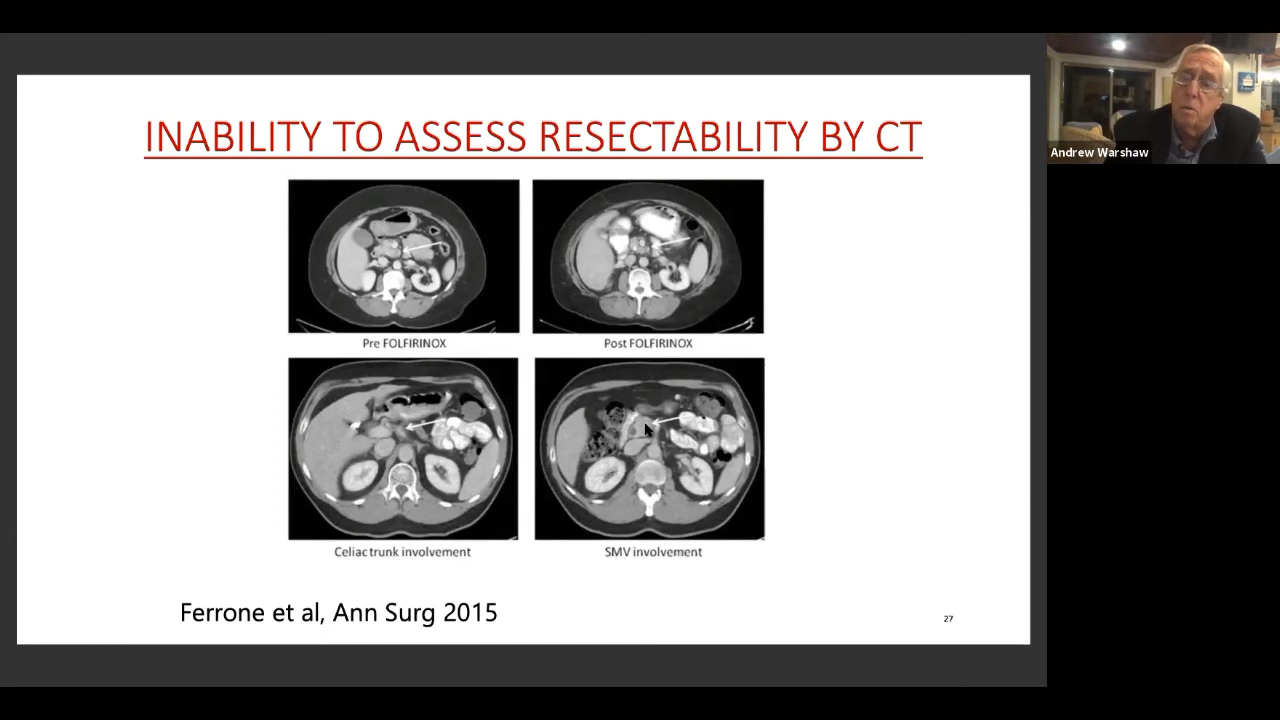 INABILITY TO ASSESS RESECTABILITY BY CT
Andrew Warshaw
Pre FOLFIRINOX
Post FOLFIRINOX
Celiac trunk involvement
SMV involvement
Ferrone et al, Ann Surg 2015
27